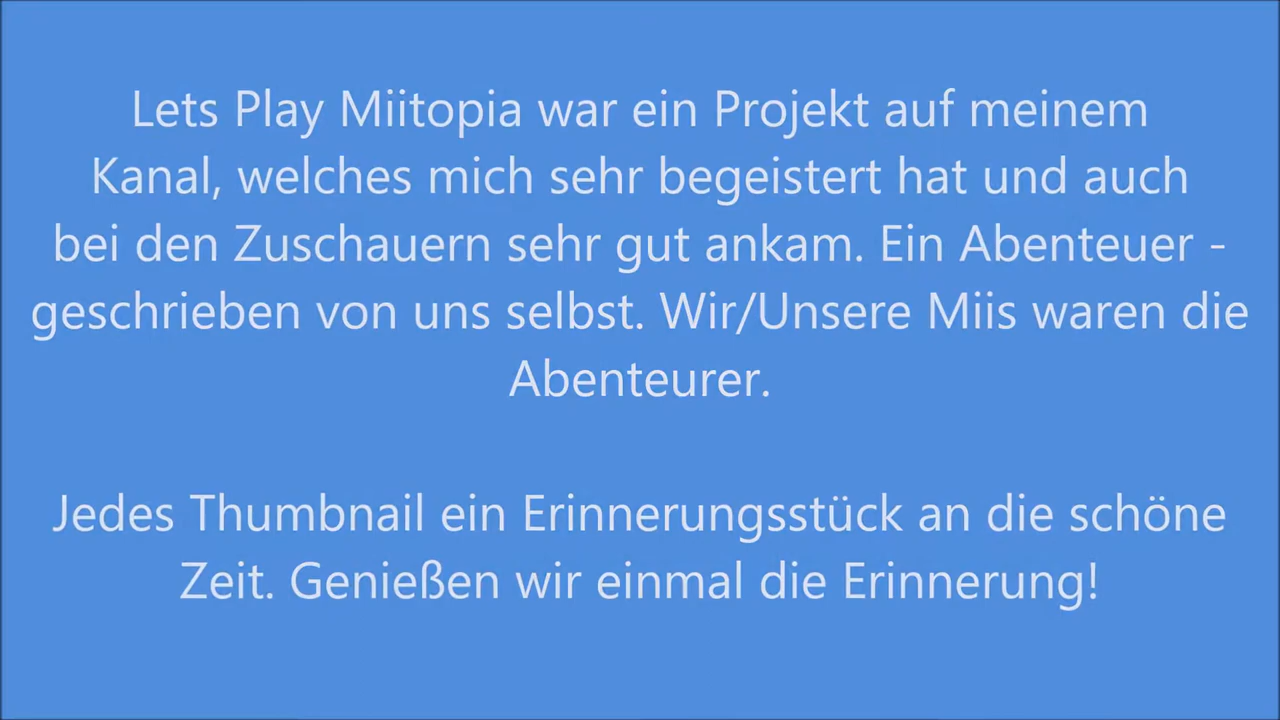 Lets Play Miitopia war ein Projekt auf meinem
Kanal, welches mich sehr begeistert hat und auch
bei den Zuschauern sehr gut ankam. Ein Abenteuer -
geschrieben von uns selbst. Wir/Unsere Miis waren die
Abenteurer.
Jedes Thumbnail ein Erinnerungsstück an die schöne
Zeit. Genießen wir einmal die Erinnerung!